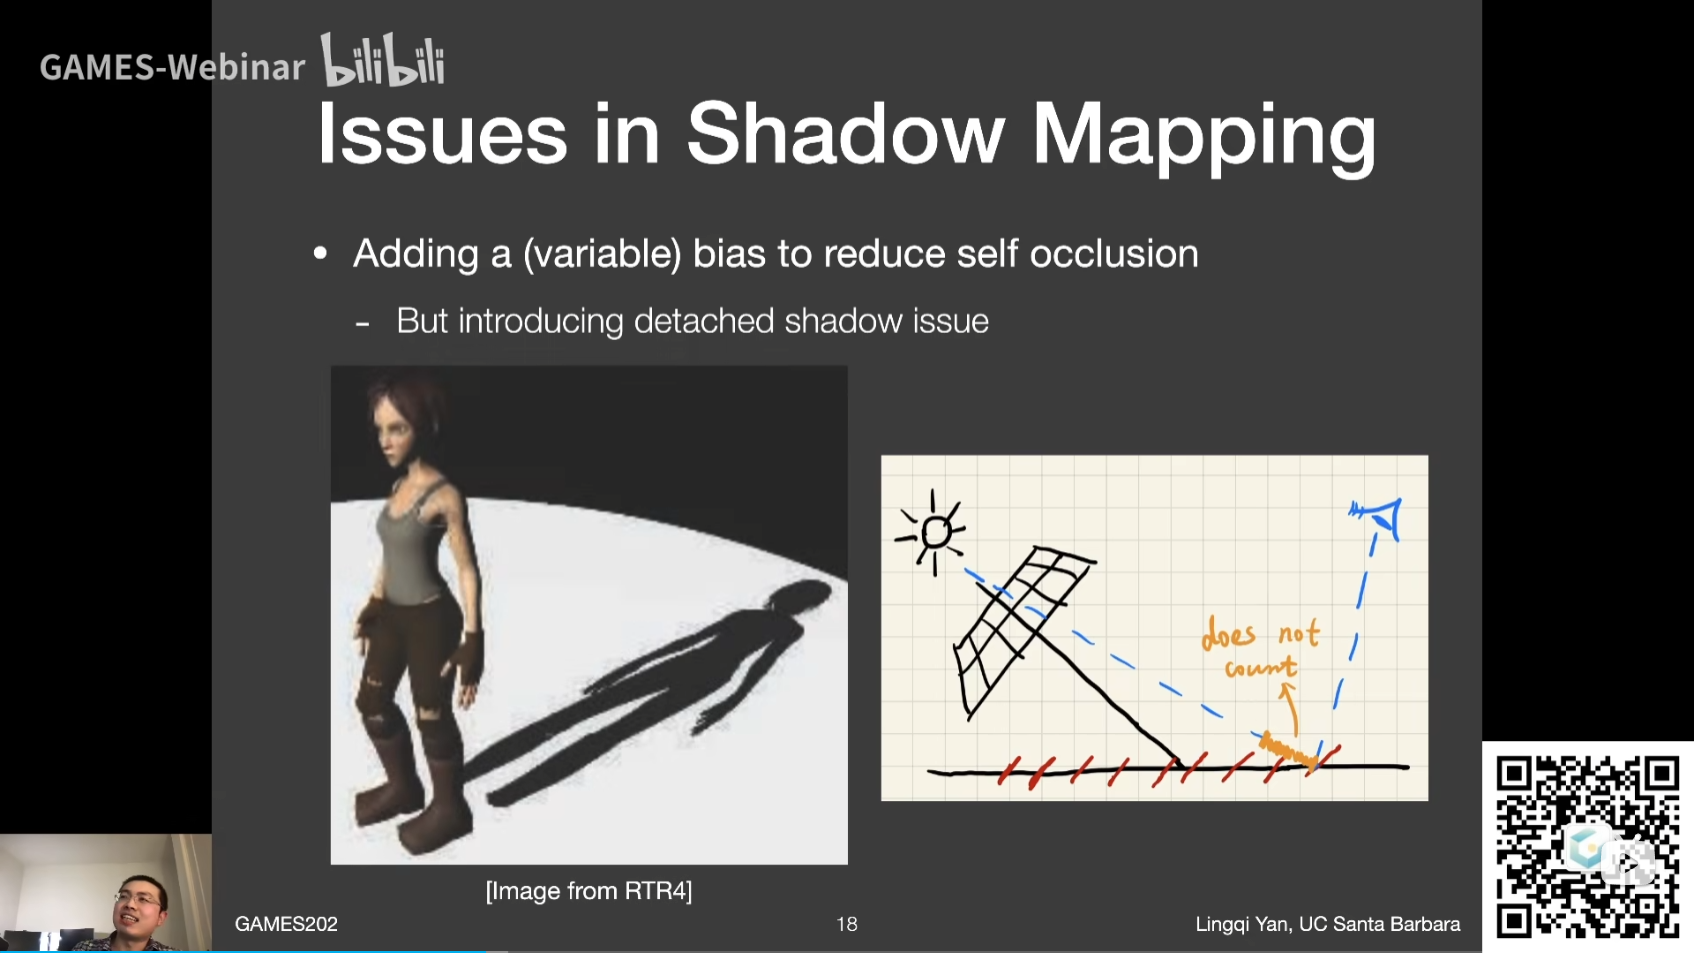 GAMES-Webinar bilibili
Issues in Shadow Mapping
• Adding a (variable) bias to reduce self occlusion
- But introducing detached shadow issue
does not
count
[Image from RTR4]
GAMES202
18
Lingqi Yan, UC Santa Barbara